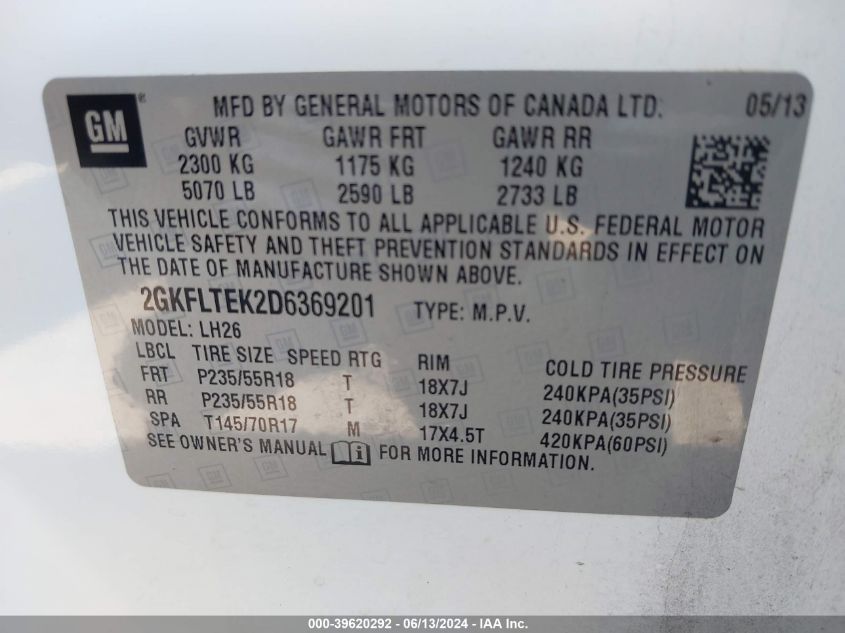 GM ® MFD BY GENERAL MOTORS OF CANADA LTD. 05/13
GVWR GAWR FRT GAWR RR
2300 KG 1175 KG 1240 KG
5070 LB 2590 LB 2733 LB
THIS VEHICLE CONFORMS TO ALL APPLICABLE U.S. FEDERAL MOTOR
VEHICLE SAFETY AND THEFT PREVENTION STANDARDS IN EFFECT ON
THE DATE OF MANUFACTURE SHOWN ABOVE.
2GKFLTEK2D6369201 TYPE: M.P.V.
MODEL: LH26
LBCL TIRE SIZE SPEED RTG RIM COLD TIRE PRESSURE
FRT P235/55R18 T 18X7J 240KPA(35PSI)
RR P235/55R18 T 18X7J 240KPA(35PSI)
SPA T145/70R17 M 17X4.5T 420KPA(60PSI)
SEE OWNER'S MANUAL i FOR MORE INFORMATION.
000-39620292 - 06/13/2024 - IAA, Inc.